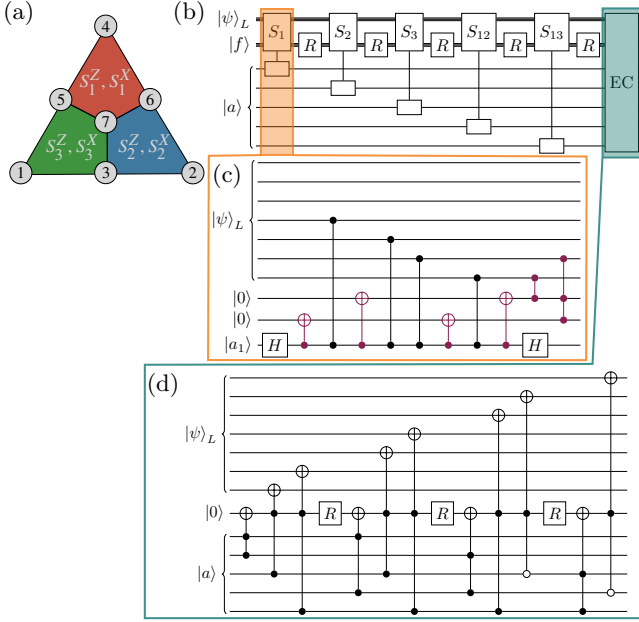 (a)
4
S_1^Z, S_1^X
5
6
7
S_3^Z, S_3^X
S_2^Z, S_2^X
1
3
2
(b)
|ψ⟩_L
S_1
S_2
S_3
S_12
S_13
|f⟩
R
R
R
R
R
|a⟩
EC
(c)
|ψ⟩_L
|0⟩
|0⟩
|a_1⟩
H
H
(d)
|ψ⟩_L
|0⟩
R
R
R
|a⟩